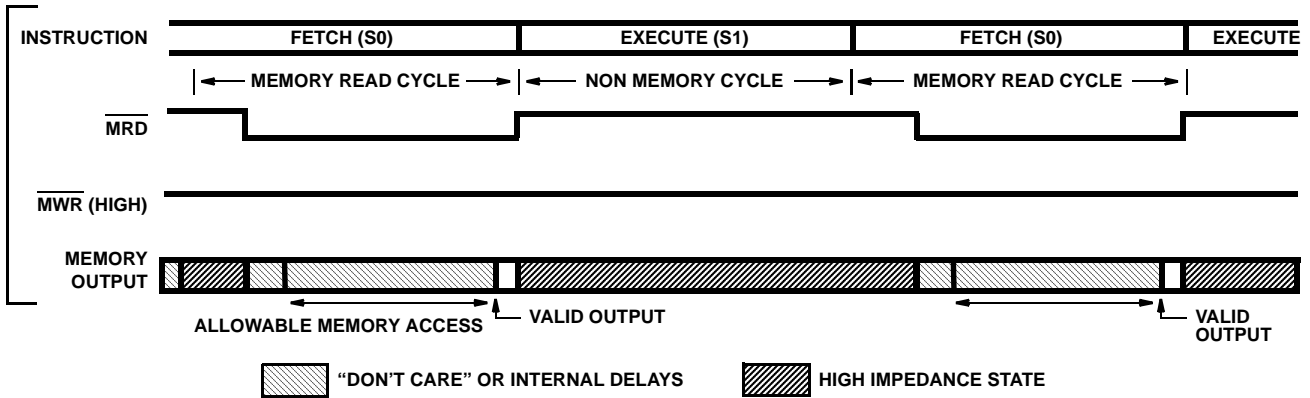 INSTRUCTION FETCH (S0) EXECUTE (S1) FETCH (S0) EXECUTE
MEMORY READ CYCLE NON MEMORY CYCLE MEMORY READ CYCLE
MRD
MWR (HIGH)
MEMORY
OUTPUT
ALLOWABLE MEMORY ACCESS
VALID OUTPUT
VALID
OUTPUT
“DON'T CARE” OR INTERNAL DELAYS
HIGH IMPEDANCE STATE